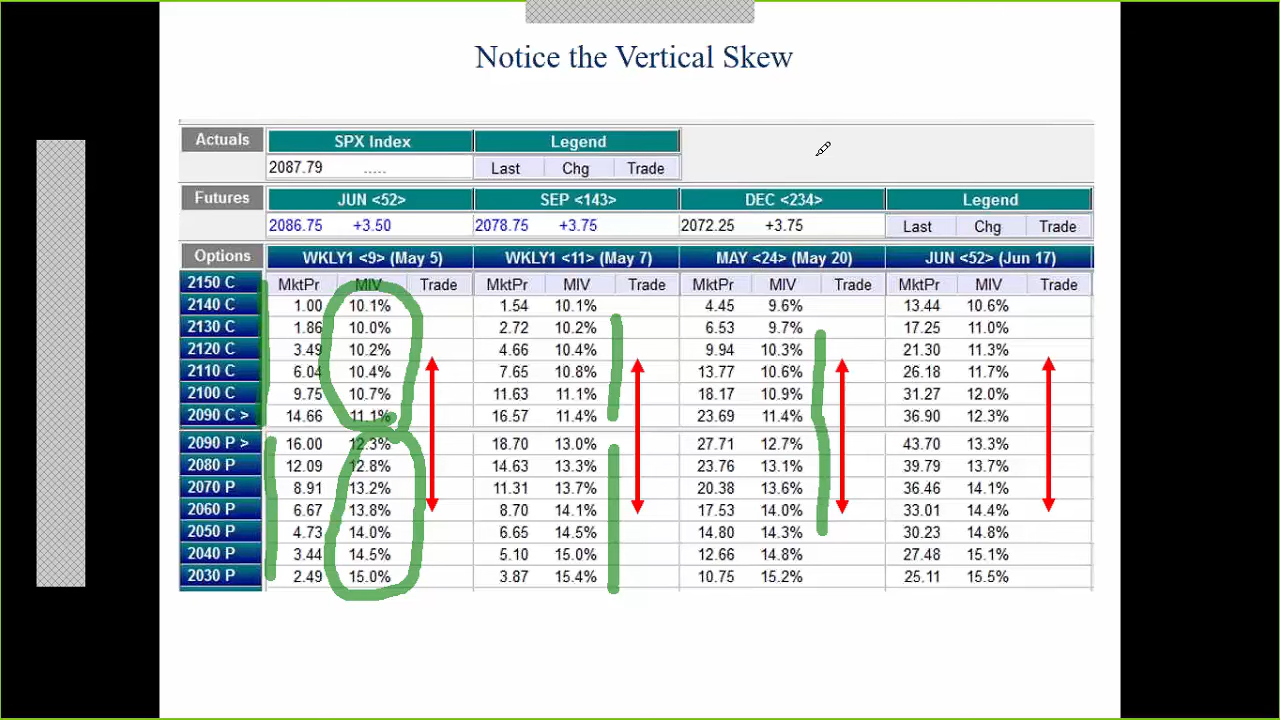 Notice the Vertical Skew
Actuals SPX Index Legend
2087.79 ..... Last Chg Trade
Futures JUN <52> SEP <143> DEC <234> Legend
2086.75 +3.50 2078.75 +3.75 2072.25 +3.75 Last Chg Trade
Options WKLY1 <9> (May 5) WKLY1 <11> (May 7) MAY <24> (May 20) JUN <52> (Jun 17)
2150 C MktPr MIV Trade MktPr MIV Trade MktPr MIV Trade MktPr MIV Trade
2140 C 1.00 10.1% 1.54 10.1% 4.45 9.6% 13.44 10.6%
2130 C 1.86 10.0% 2.72 10.2% 6.53 9.7% 17.25 11.0%
2120 C 3.49 10.2% 4.66 10.4% 9.94 10.3% 21.30 11.3%
2110 C 6.04 10.4% 7.65 10.8% 13.77 10.6% 26.18 11.7%
2100 C 9.75 10.7% 11.63 11.1% 18.17 10.9% 31.27 12.0%
2090 C > 14.66 11.1% 16.57 11.4% 23.69 11.4% 36.90 12.3%
2090 P > 16.00 12.3% 18.70 13.0% 27.71 12.7% 43.70 13.3%
2080 P 12.09 12.8% 14.63 13.3% 23.76 13.1% 39.79 13.7%
2070 P 8.91 13.2% 11.31 13.7% 20.38 13.6% 36.46 14.1%
2060 P 6.67 13.8% 8.70 14.1% 17.53 14.0% 33.01 14.4%
2050 P 4.73 14.0% 6.65 14.5% 14.80 14.3% 30.23 14.8%
2040 P 3.44 14.5% 5.10 15.0% 12.66 14.8% 27.48 15.1%
2030 P 2.49 15.0% 3.87 15.4% 10.75 15.2% 25.11 15.5%